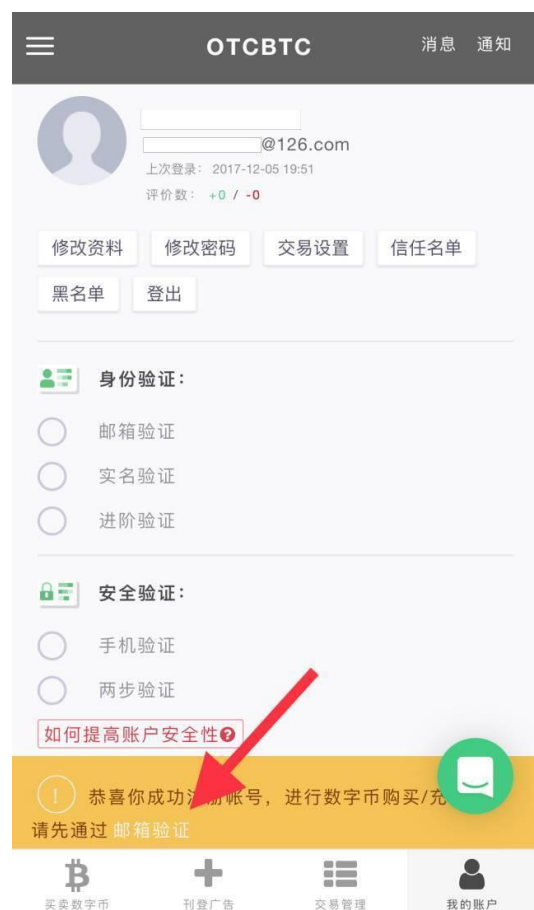 OTCBTC 消息 通知
@126.com
上次登录: 2017-12-05 19:51
评价数: +0 / -0
修改资料 修改密码 交易设置 信任名单
黑名单 登出
身份验证:
邮箱验证
实名验证
进阶验证
安全验证:
手机验证
两步验证
如何提高账户安全性?
! 恭喜你成功 册帐号, 进行数字币购买/充
请先通过 邮箱验证
买卖数字币 刊登广告 交易管理 我的账户